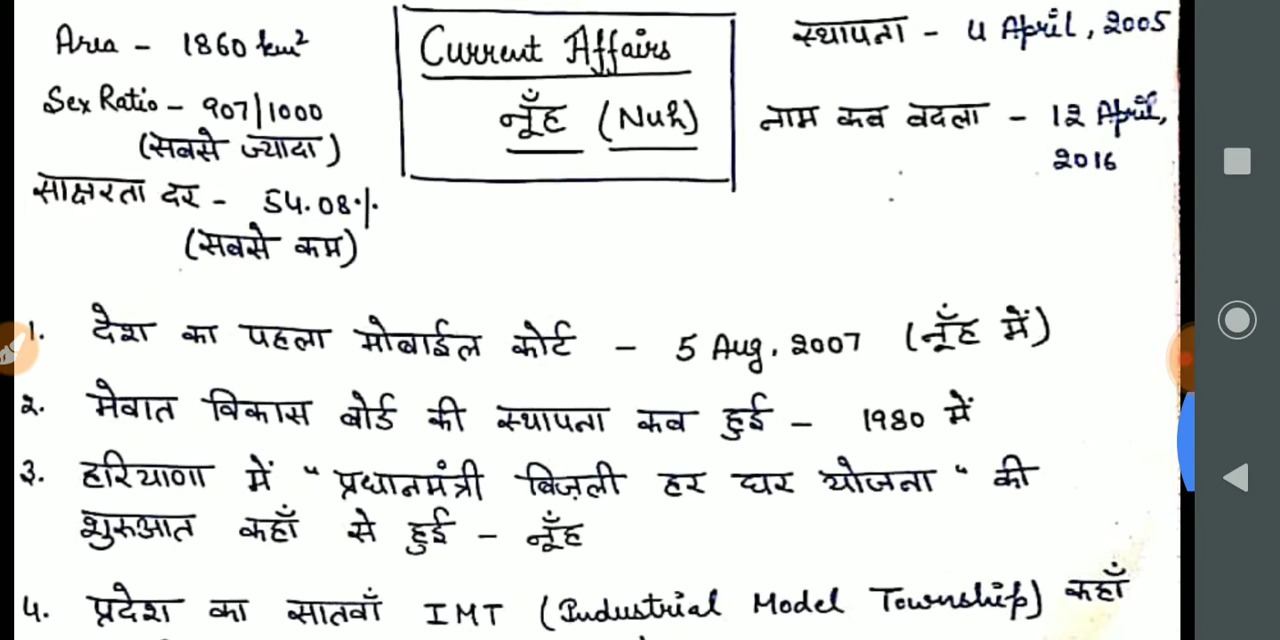 Area - 1860 km²
Sex Ratio - 907/1000
(सबसे ज्यादा)
साक्षरता दर - 54.08%
(सबसे कम)
Current Affairs
नूँह (Nuh)
स्थापना - 4 April, 2005
नाम कब बदला - 12 April,
2016
1. देश का पहला मोबाईल कोर्ट - 5 Aug, 2007 (नूँह में)
2. मेवात विकास बोर्ड की स्थापना कब हुई - 1980 में
3. हरियाणा में "प्रधानमंत्री बिज़ली हर घर योजना" की
शुरुआत कहाँ से हुई - नूँह
4. प्रदेश का सातवाँ IMT (Industrial Model Township) कहाँ